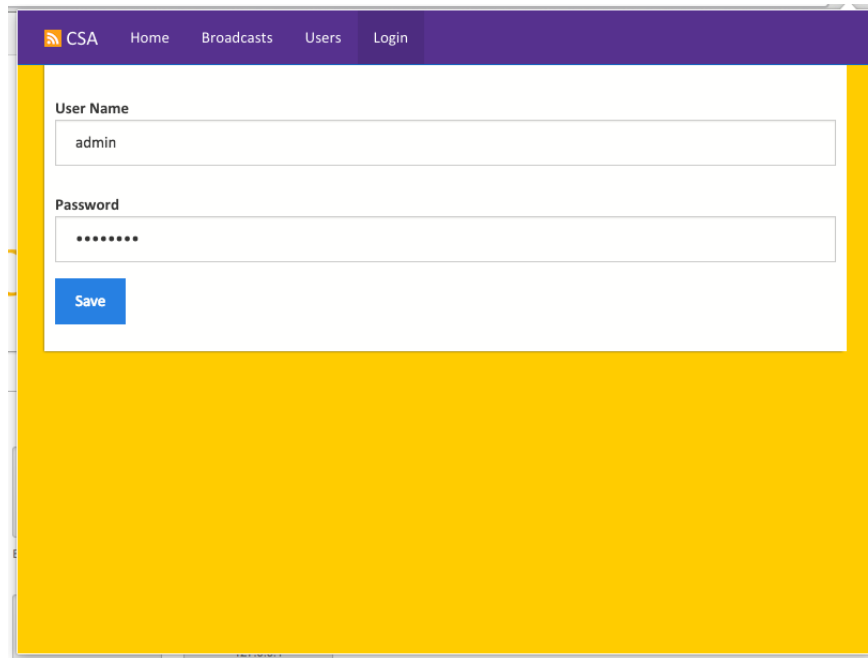 CSA Home Broadcasts Users Login
User Name
admin
Password
••••••••
Save